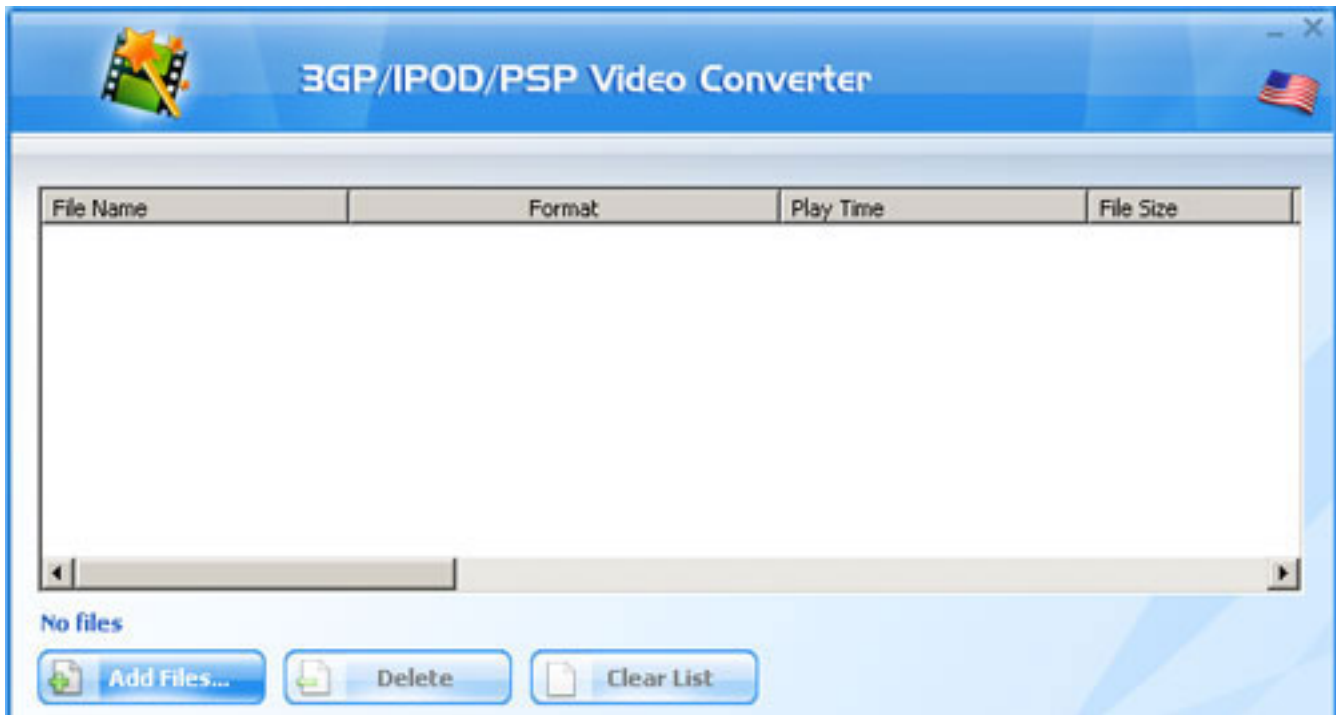 3GP/IPOD/PSP Video Converter
File Name Format Play Time File Size
No files
Add Files... Delete Clear List